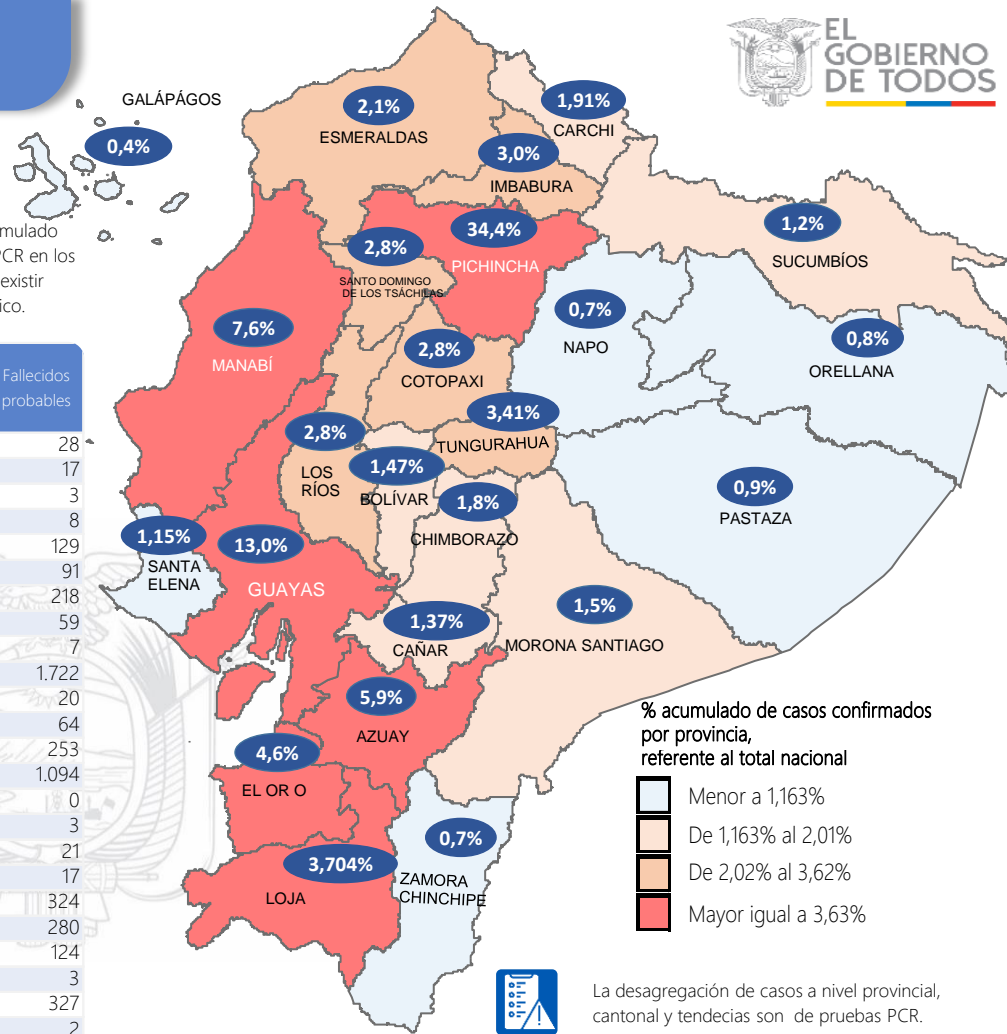 EL
GOBIERNO
DE TODOS
GALÁPÁGOS
0,4%
2,1%
ESMERALDAS
1,91%
CARCHI
3,0%
IMBABURA
mulado
PCR en los
existir
ico.
34,4%
PICHINCHA
2,8%
SANTO DOMINGO
DE LOS TSÁCHILAS
1,2%
SUCUMBÍOS
7,6%
MANABÍ
0,7%
NAPO
0,8%
ORELLANA
2,8%
COTOPAXI
3,41%
TUNGURAHUA
2,8%
LOS
RÍOS
1,47%
BOLÍVAR
1,8%
CHIMBORAZO
0,9%
PASTAZA
1,15%
SANTA
ELENA
13,0%
GUAYAS
1,37%
CAÑAR
1,5%
MORONA SANTIAGO
5,9%
AZUAY
4,6%
EL OR O
3,704%
LOJA
0,7%
ZAMORA
CHINCHIPE
Fallecidos
probables
28
17
3
8
129
91
218
59
7
1.722
20
64
253
1.094
0
3
21
17
324
280
124
3
327
2
% acumulado de casos confirmados
por provincia,
referente al total nacional
Menor a 1,163%
De 1,163% al 2,01%
De 2,02% al 3,62%
Mayor igual a 3,63%
La desagregación de casos a nivel provincial,
cantonal y tendecias son de pruebas PCR.